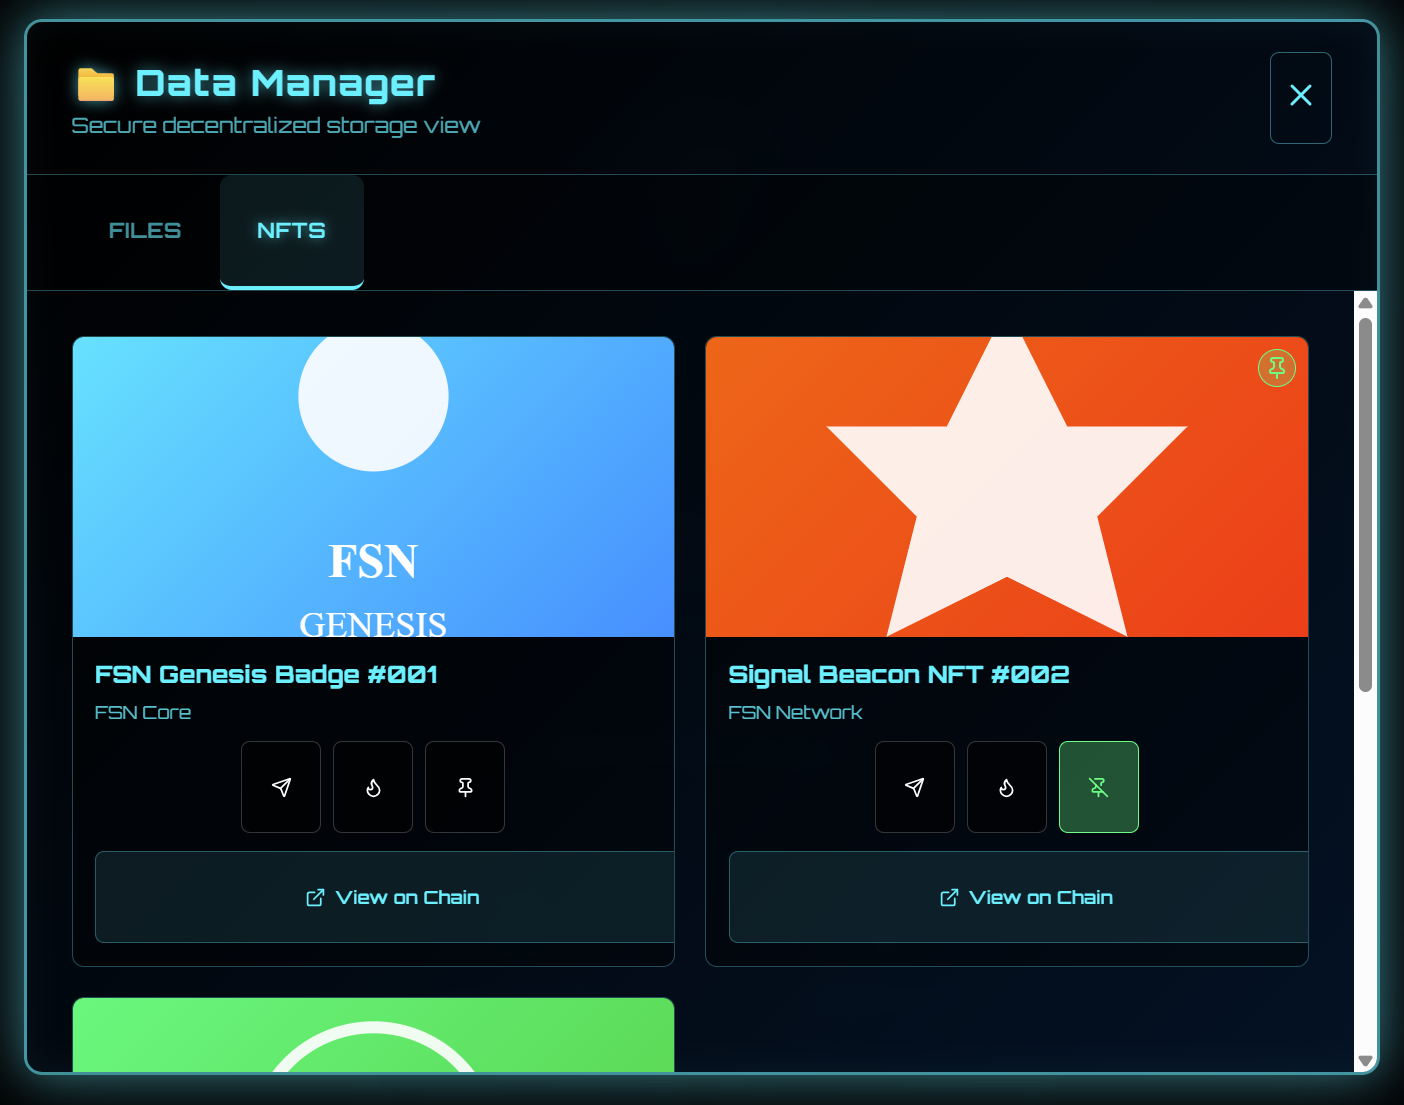 Data Manager
Secure decentralized storage view
FILES
NFTS
FSN
GENESIS
FSN Genesis Badge #001
FSN Core
View on Chain
Signal Beacon NFT #002
FSN Network
View on Chain